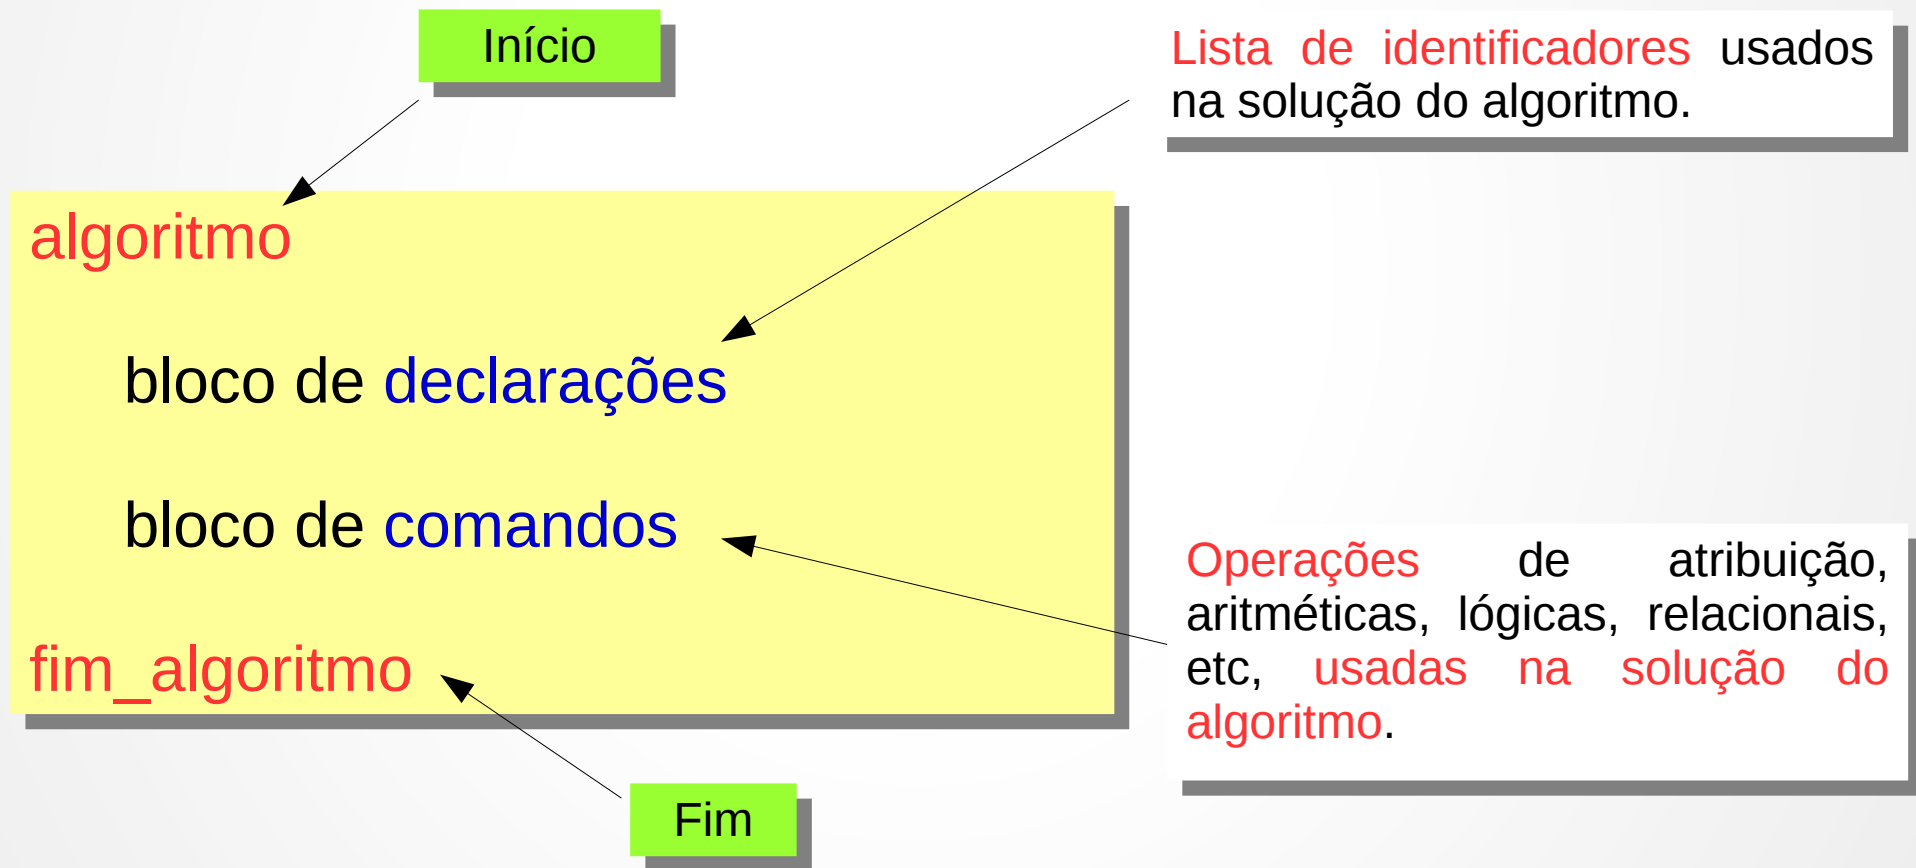 Início
Lista de identificadores usados
na solução do algoritmo.
algoritmo
bloco de declarações
bloco de comandos
Operações de atribuição,
aritméticas, lógicas, relacionais,
etc, usadas na solução do
algoritmo.
fim_algoritmo
Fim